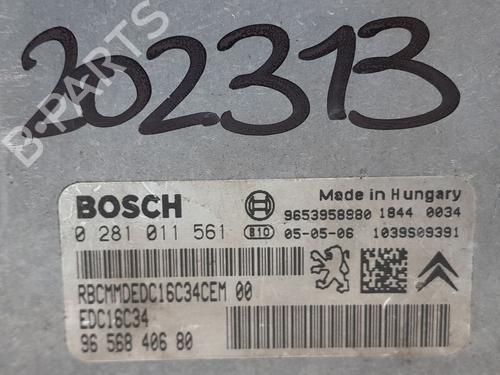 202313
B-PARTS
BOSCH
Made in Hungary
9653958980 1844 0034
0 281 011 561 B10 05-05-06 1039S09391
RBCMMDEDC16C34CEM 00
EDC16C34
96 568 406 80